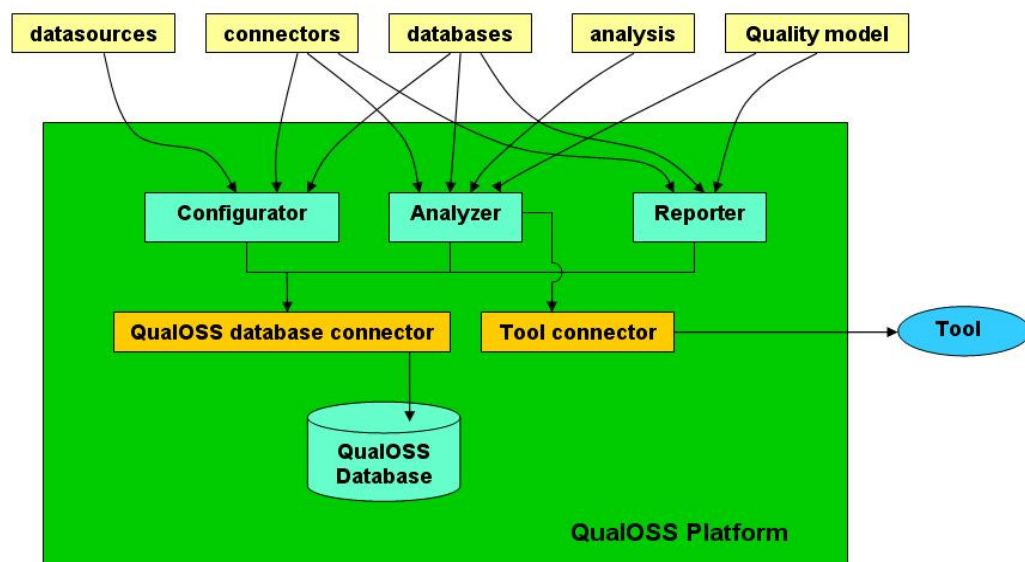 datasources
connectors
databases
analysis
Quality model
Configurator
Analyzer
Reporter
QualOSS database connector
Tool connector
Tool
QualOSS
Database
QualOSS Platform